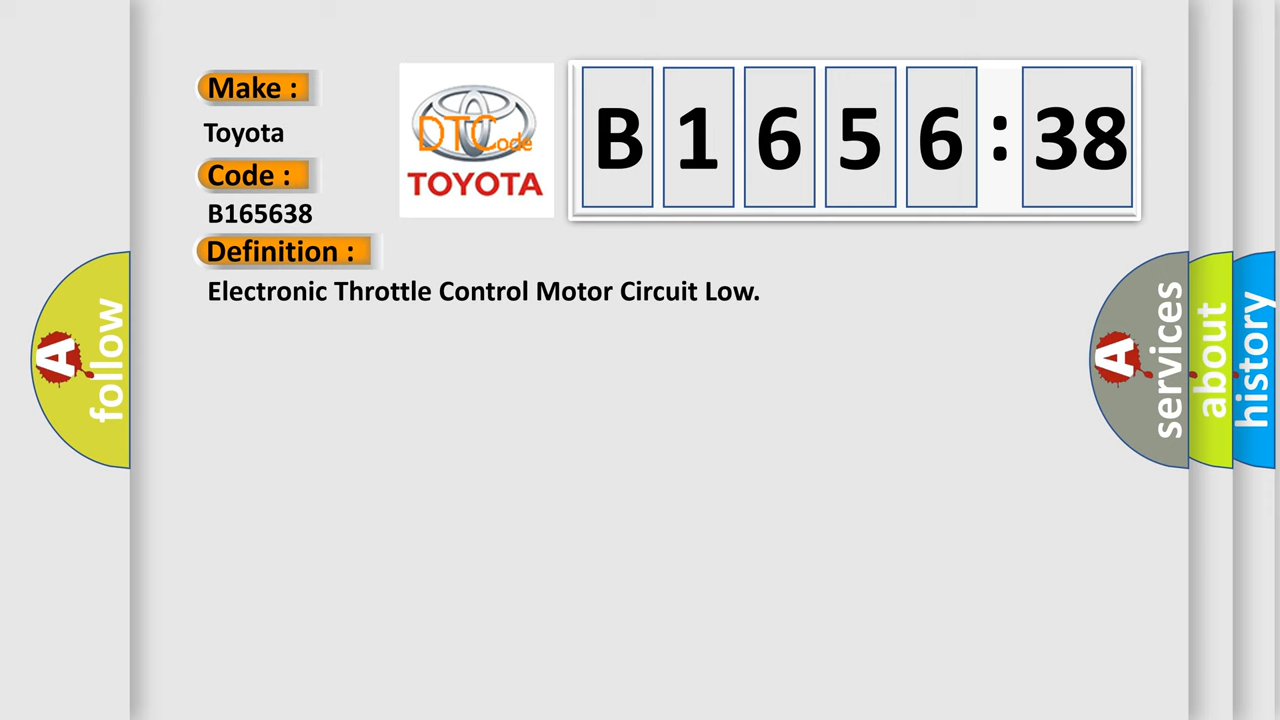 Make :
Toyota
Code :
B165638
Definition :
Electronic Throttle Control Motor Circuit Low.
DTCode
TOYOTA
B 1 6 5 6 : 38
A follow
A services
about
history